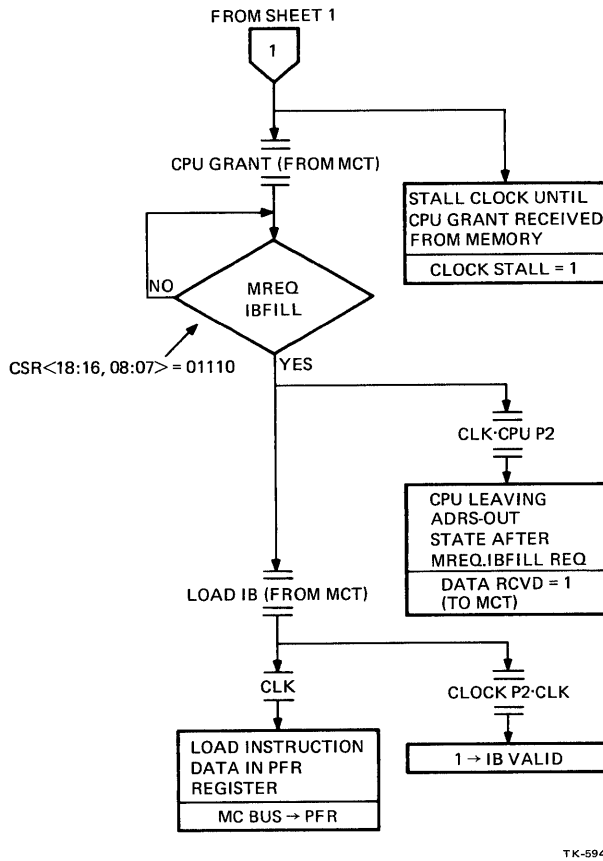 FROM SHEET 1
1
CPU GRANT (FROM MCT)
STALL CLOCK UNTIL
CPU GRANT RECEIVED
FROM MEMORY
CLOCK STALL = 1
NO
MREQ
IBFILL
CSR<18:16, 08:07> = 01110
YES
CLK·CPU P2
CPU LEAVING
ADRS-OUT
STATE AFTER
MREQ.IBFILL REQ
DATA RCVD = 1
(TO MCT)
LOAD IB (FROM MCT)
CLK
CLOCK P2·CLK
LOAD INSTRUCTION
DATA IN PFR
REGISTER
MC BUS → PFR
1 → IB VALID
TK-594